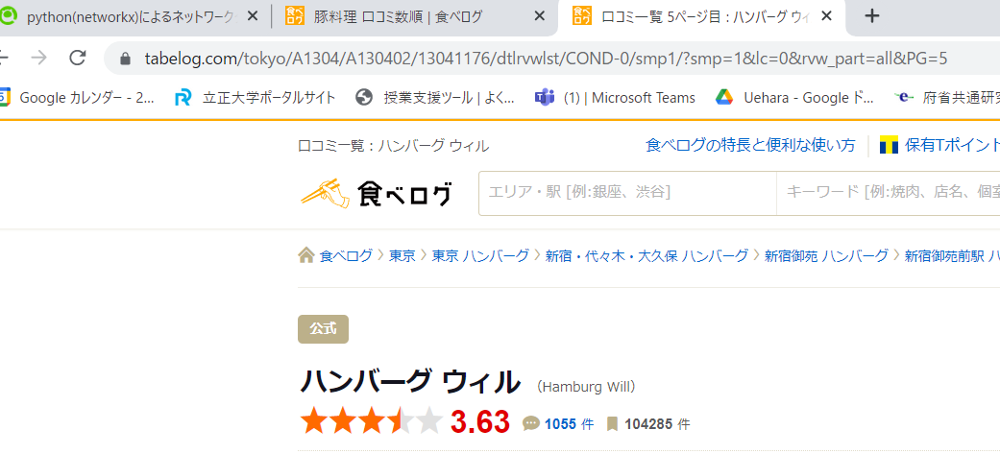 python(networkx)によるネットワーク
豚料理 口コミ数順 | 食べログ
口コミ一覧 5ページ目 : ハンバーグ ウィ
tabelog.com/tokyo/A1304/A130402/13041176/dtlrvwlst/COND-0/smp1/?smp=1&lc=0&rvw_part=all&PG=5
Google カレンダー - 2...
立正大学ポータルサイト
授業支援ツール | よく...
(1) | Microsoft Teams
Uehara - Google ド...
府省共通研究
口コミ一覧 : ハンバーグ ウィル
食べログの特長と便利な使い方
保有Tポイント
食べログ
エリア・駅 [例:銀座、渋谷]
キーワード [例:焼肉、店名、個室
食べログ > 東京 > 東京 ハンバーグ > 新宿・代々木・大久保 ハンバーグ > 新宿御苑 ハンバーグ > 新宿御苑前駅 ハ
公式
ハンバーグ ウィル (Hamburg Will)
3.63 1055 件 104285 件